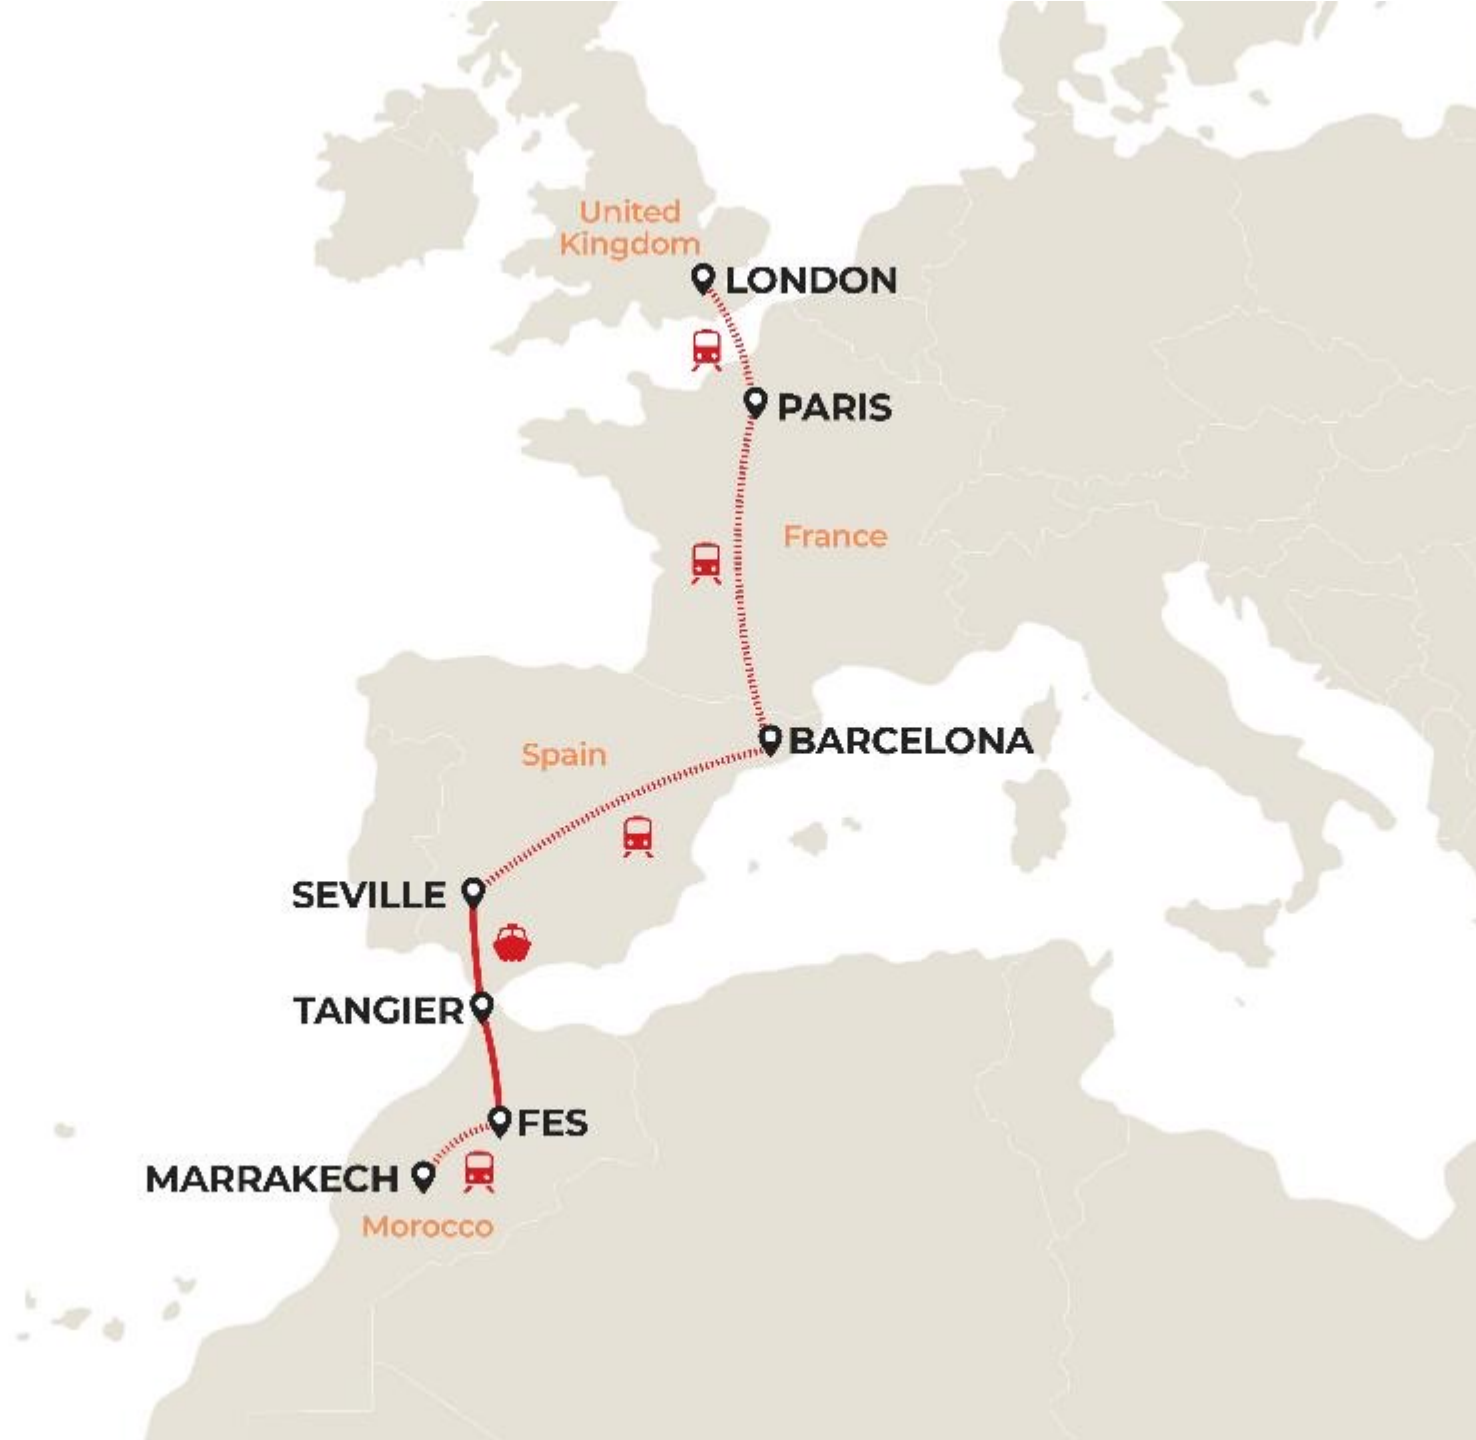 United
Kingdom
LONDON
PARIS
France
BARCELONA
Spain
SEVILLE
TANGIER
FES
MARRAKECH
Morocco